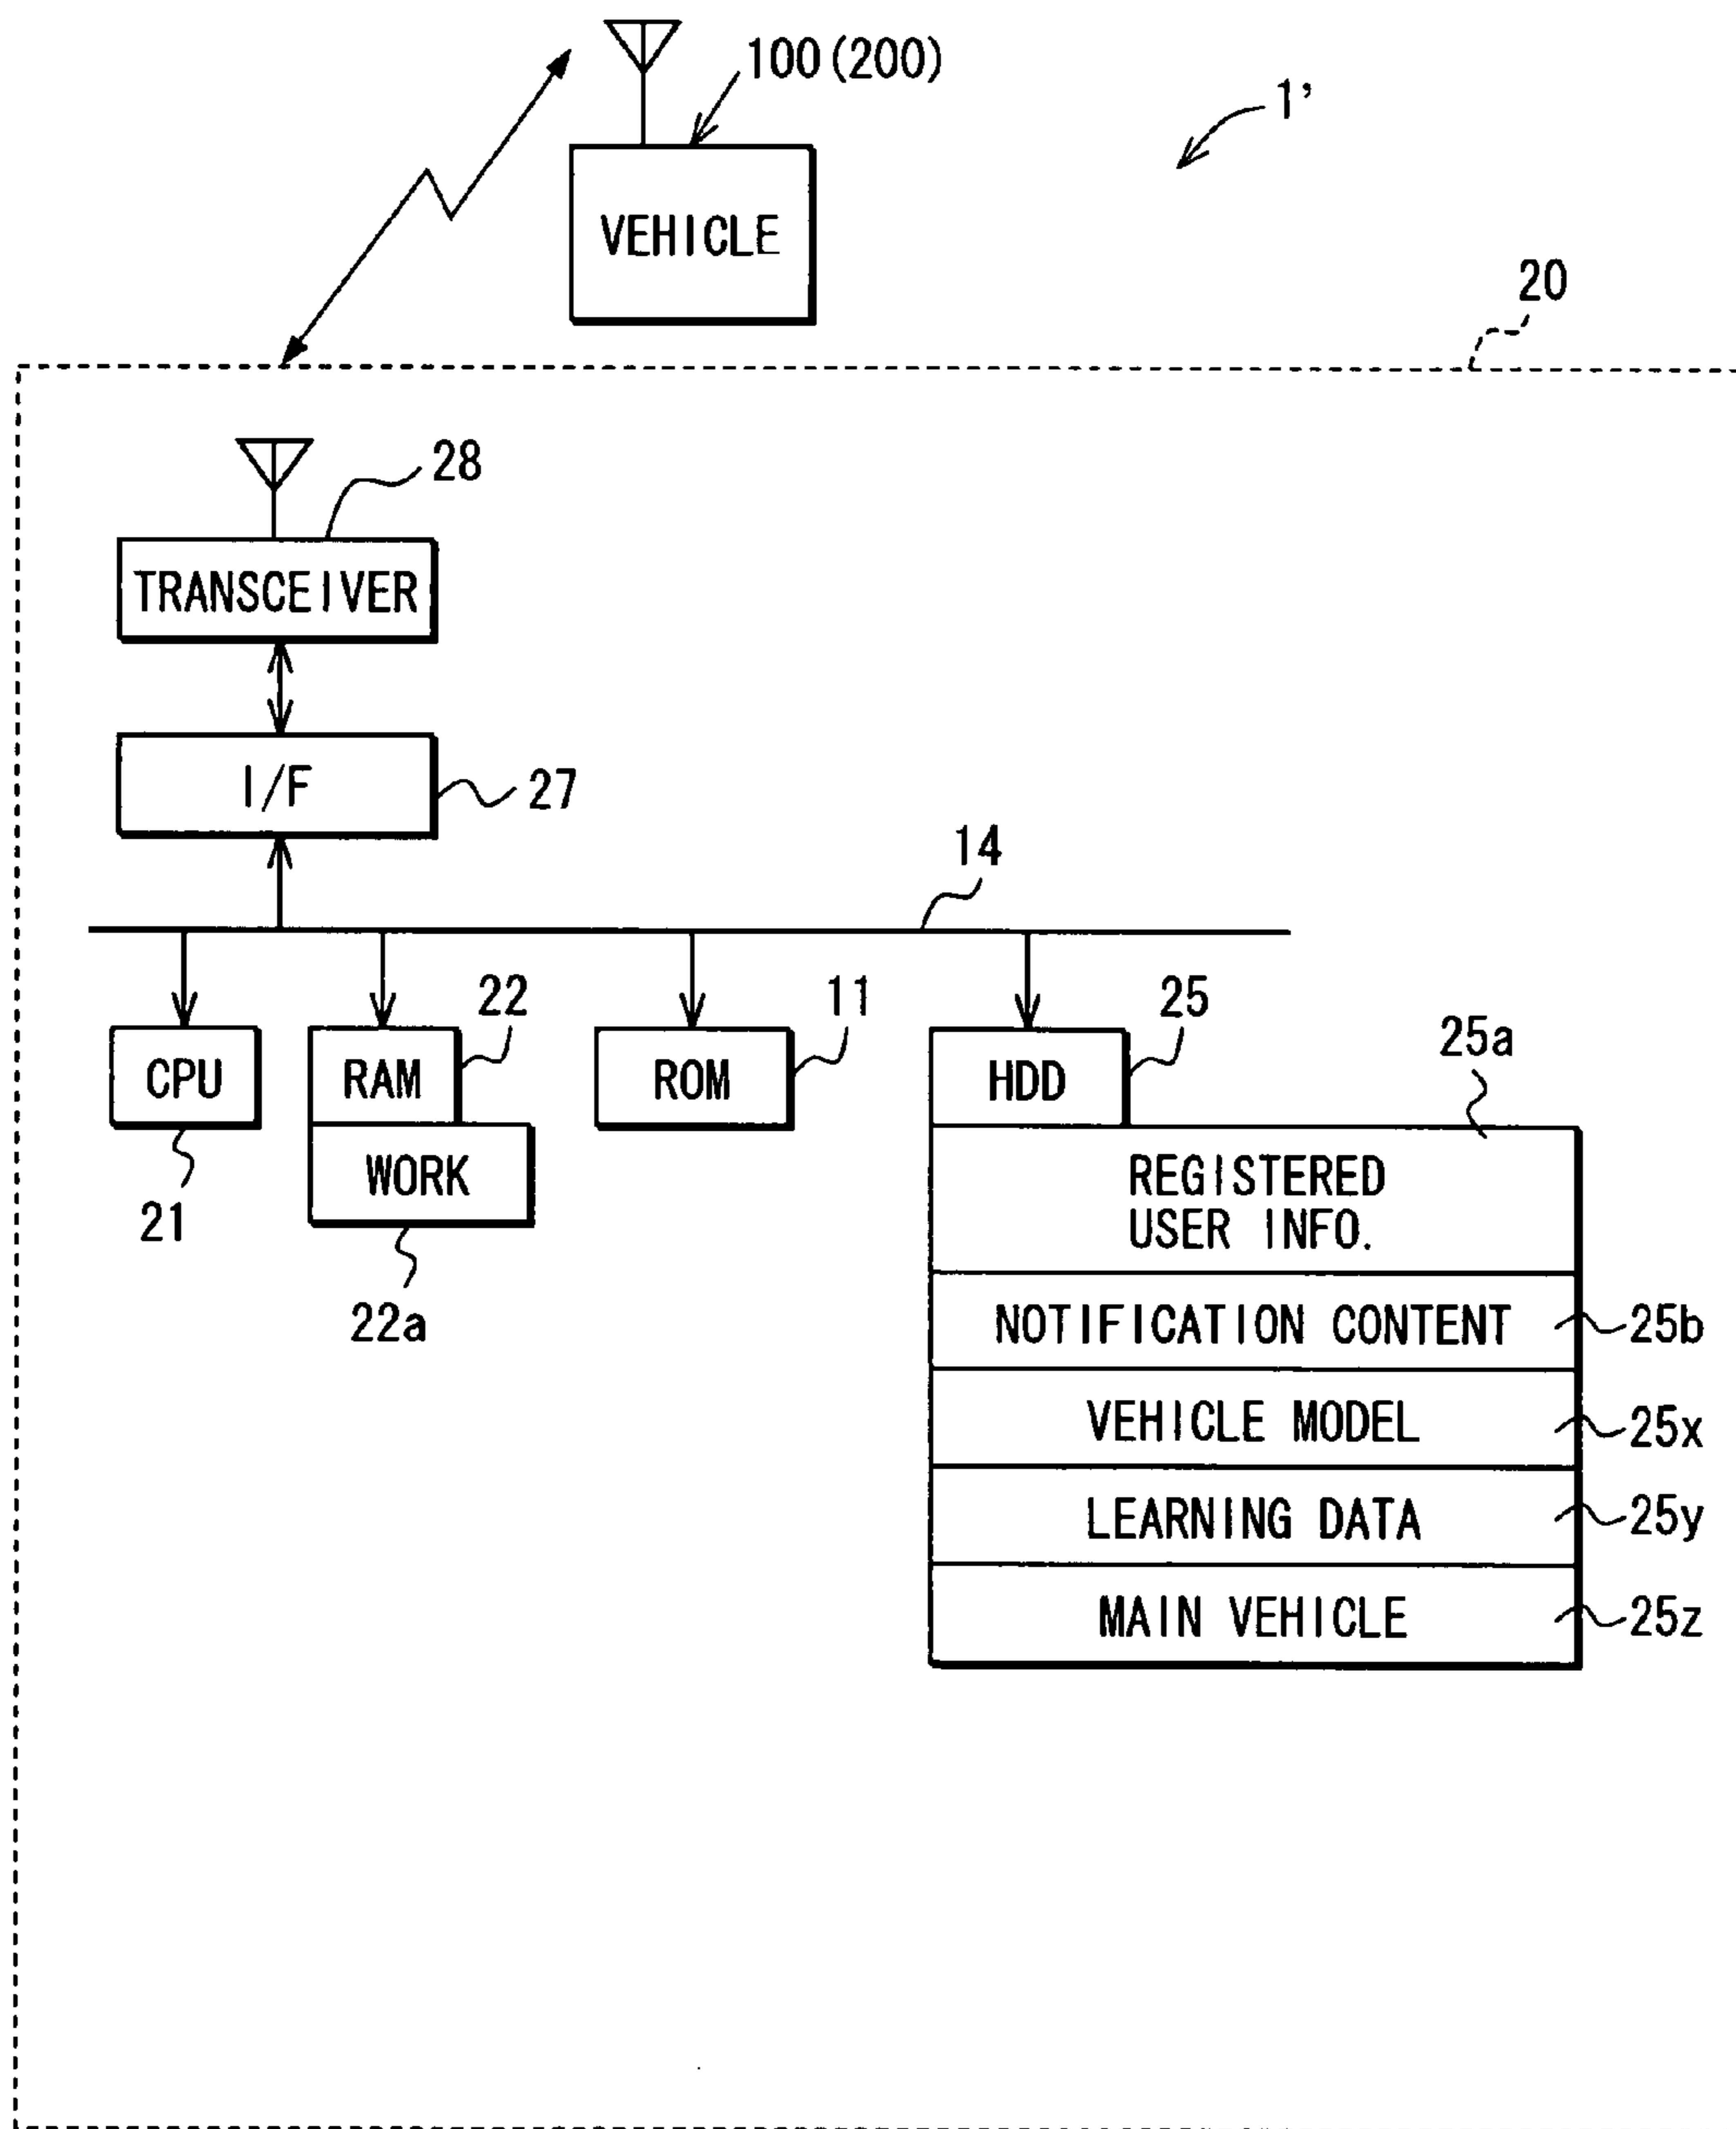 100(200)
1'
VEHICLE
20
28
TRANSCEIVER
I/F
27
14
22
11
25
25a
CPU
RAM
ROM
HDD
21
WORK
22a
REGISTERED
USER INFO.
NOTIFICATION CONTENT
25b
VEHICLE MODEL
25x
LEARNING DATA
25y
MAIN VEHICLE
25z